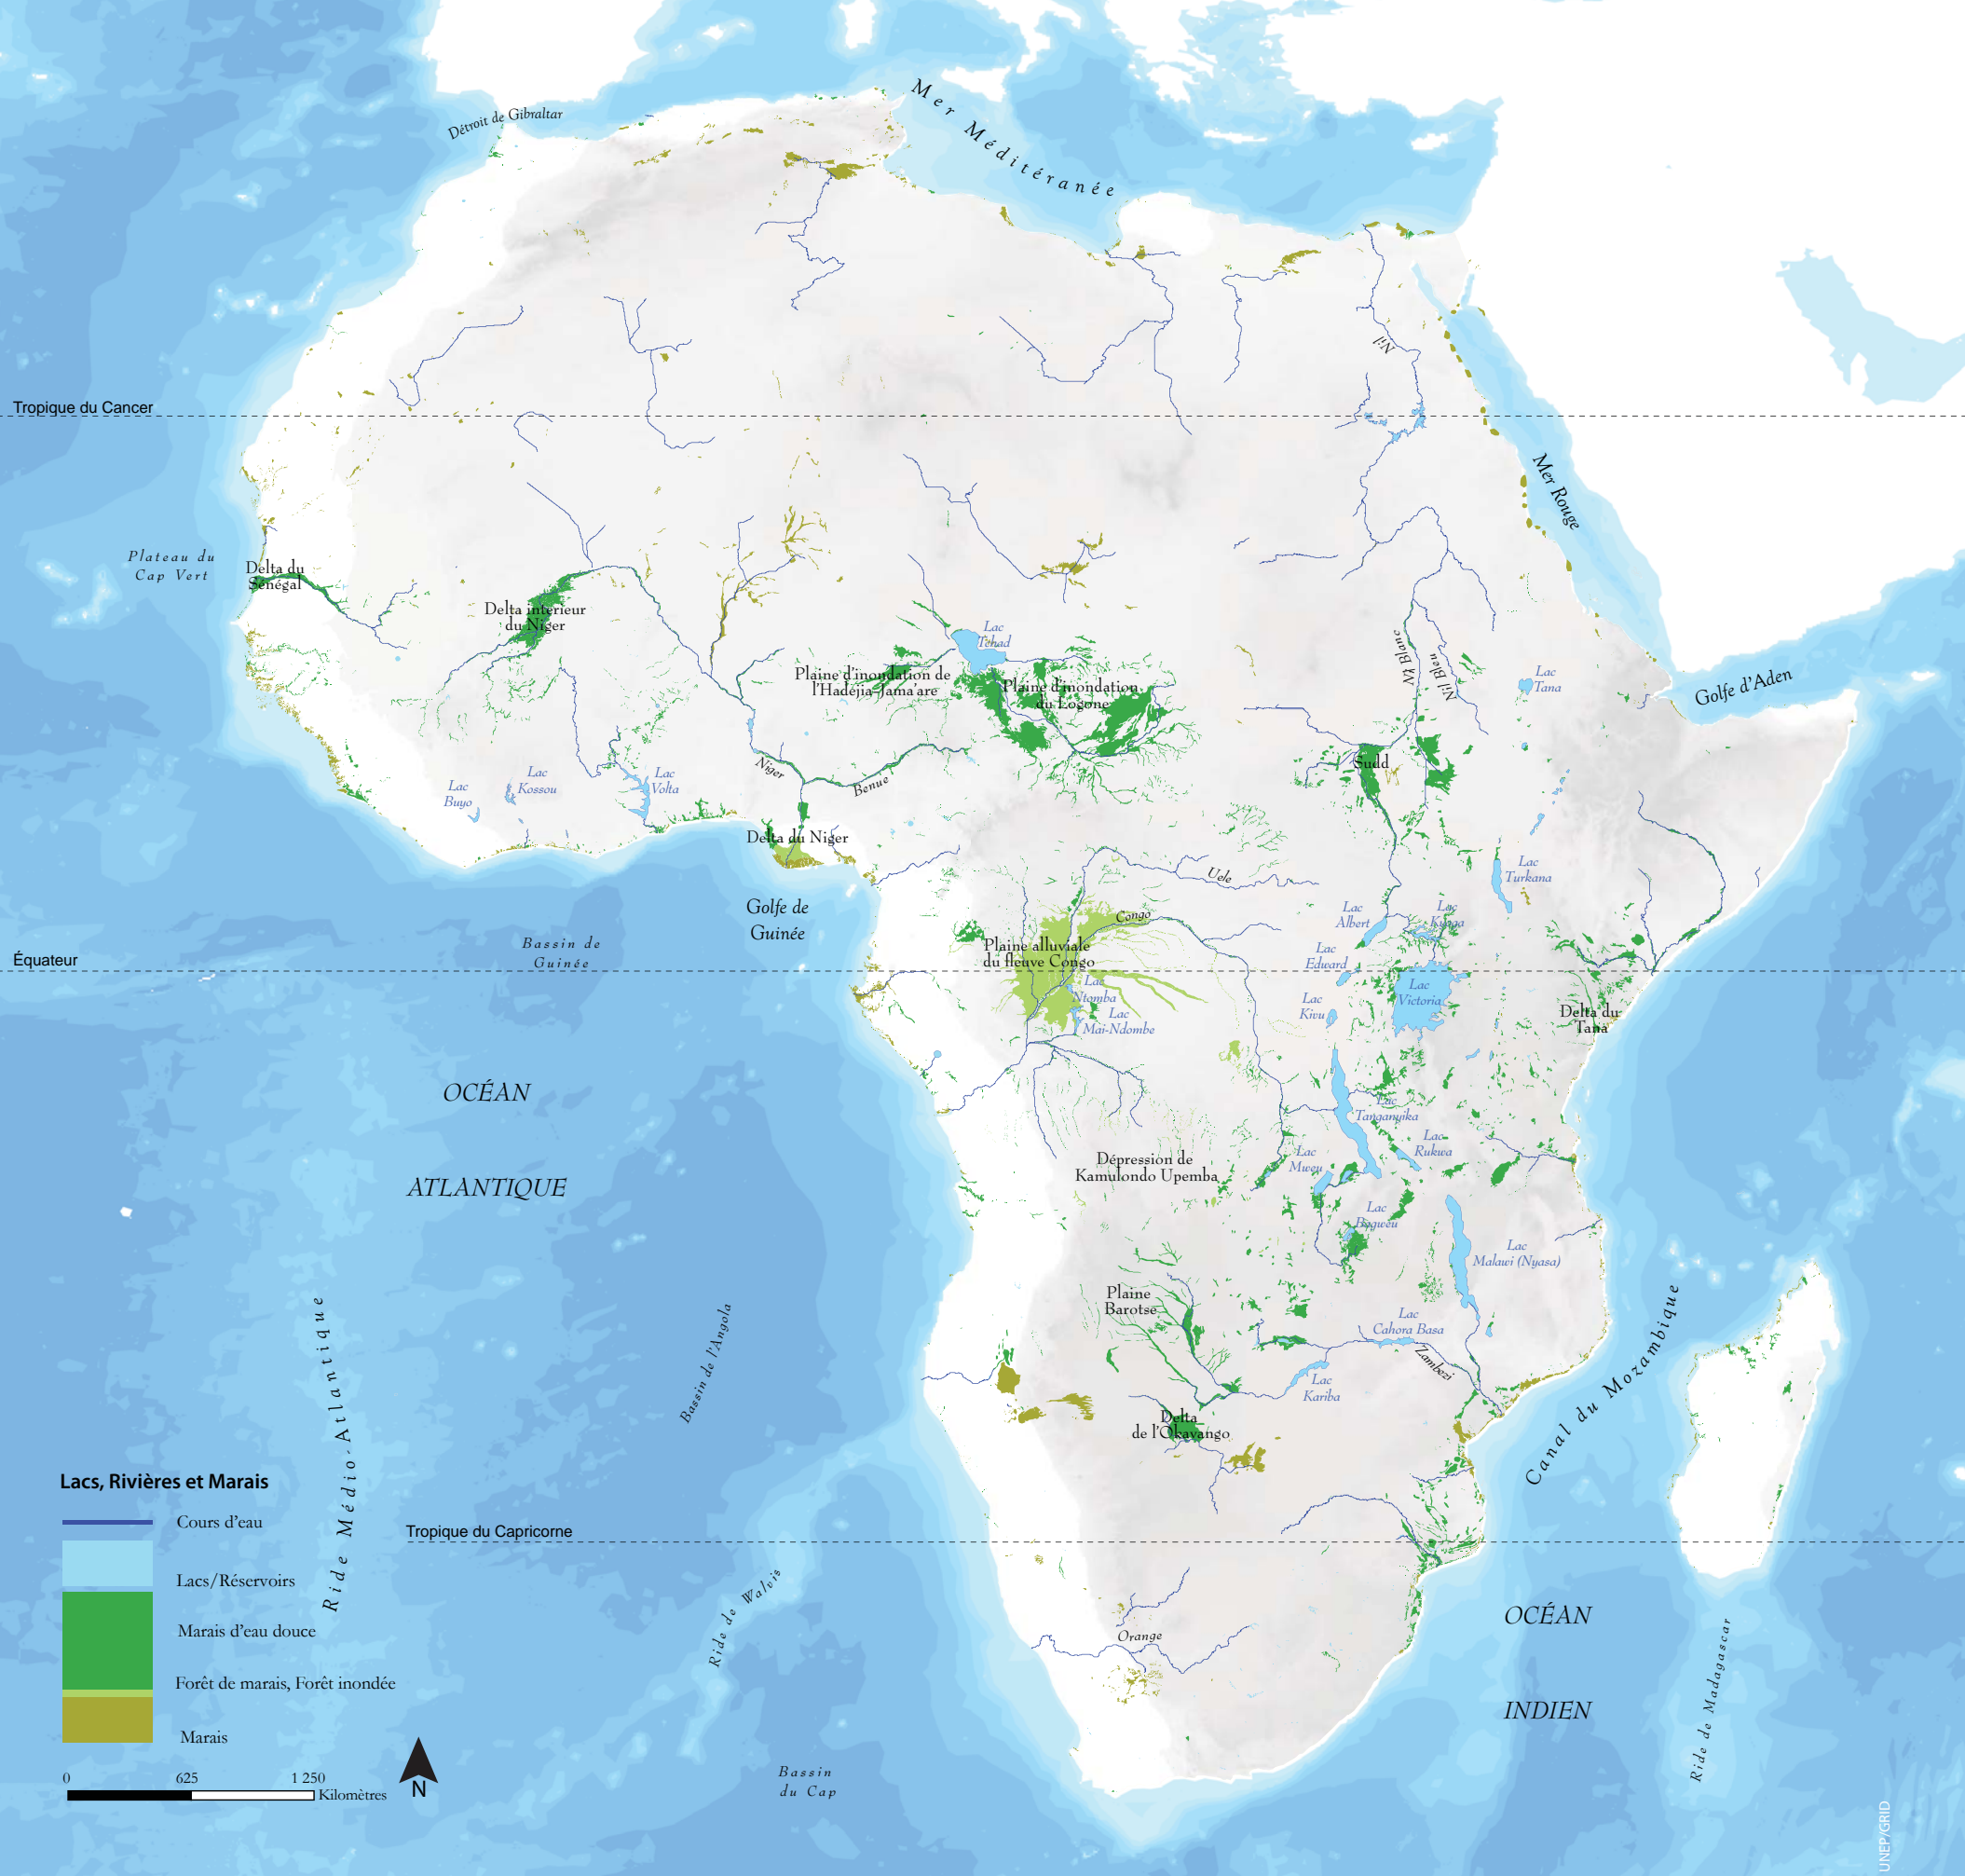 Détroit de Gibraltar
Mer Méditéranée
Nil
Tropique du Cancer
Mer Rouge
Plateau du
Cap Vert
Delta du
Sénégal
Delta intérieur
du Niger
Lac
Tchad
Plaine d'inondation de
l'Hadéjia-Jama'are
Plaine d'inondation
du Logone
Nil Blanc
Nil Bleu
Lac
Tana
Golfe d'Aden
Lac
Buyo
Lac
Kossou
Lac
Volta
Niger
Benue
Sudd
Delta du Niger
Lac
Turkana
Uele
Golfe de
Guinée
Congo
Lac
Albert
Lac
Kyoga
Bassin de
Guinée
Plaine alluviale
du fleuve Congo
Lac
Edward
Équateur
Lac
Ntomba
Lac
Victoria
Lac
Kivu
Lac
Mai-Ndombe
Delta du
Tana
OCÉAN
ATLANTIQUE
Lac
Tanganyika
Lac
Rukwa
Dépression de
Kamulondo Upemba
Lac
Mweu
Lac
Bagweu
Lac
Malawi (Nyasa)
Plaine
Barotse
Lac
Cahora Basa
Zambezi
Lac
Kariba
Canal du Mozambique
Bassin de l'Angola
Ride Médio-Atlantique
Delta
de l'Okavango
Tropique du Capricorne
Ride de Walvis
Orange
OCÉAN
INDIEN
Ride de Madagascar
Bassin
du Cap
Lacs, Rivières et Marais
Cours d'eau
Lacs/Réservoirs
Marais d'eau douce
Forêt de marais, Forêt inondée
Marais
0 625 1 250
Kilomètres
N
UNEP/GRID